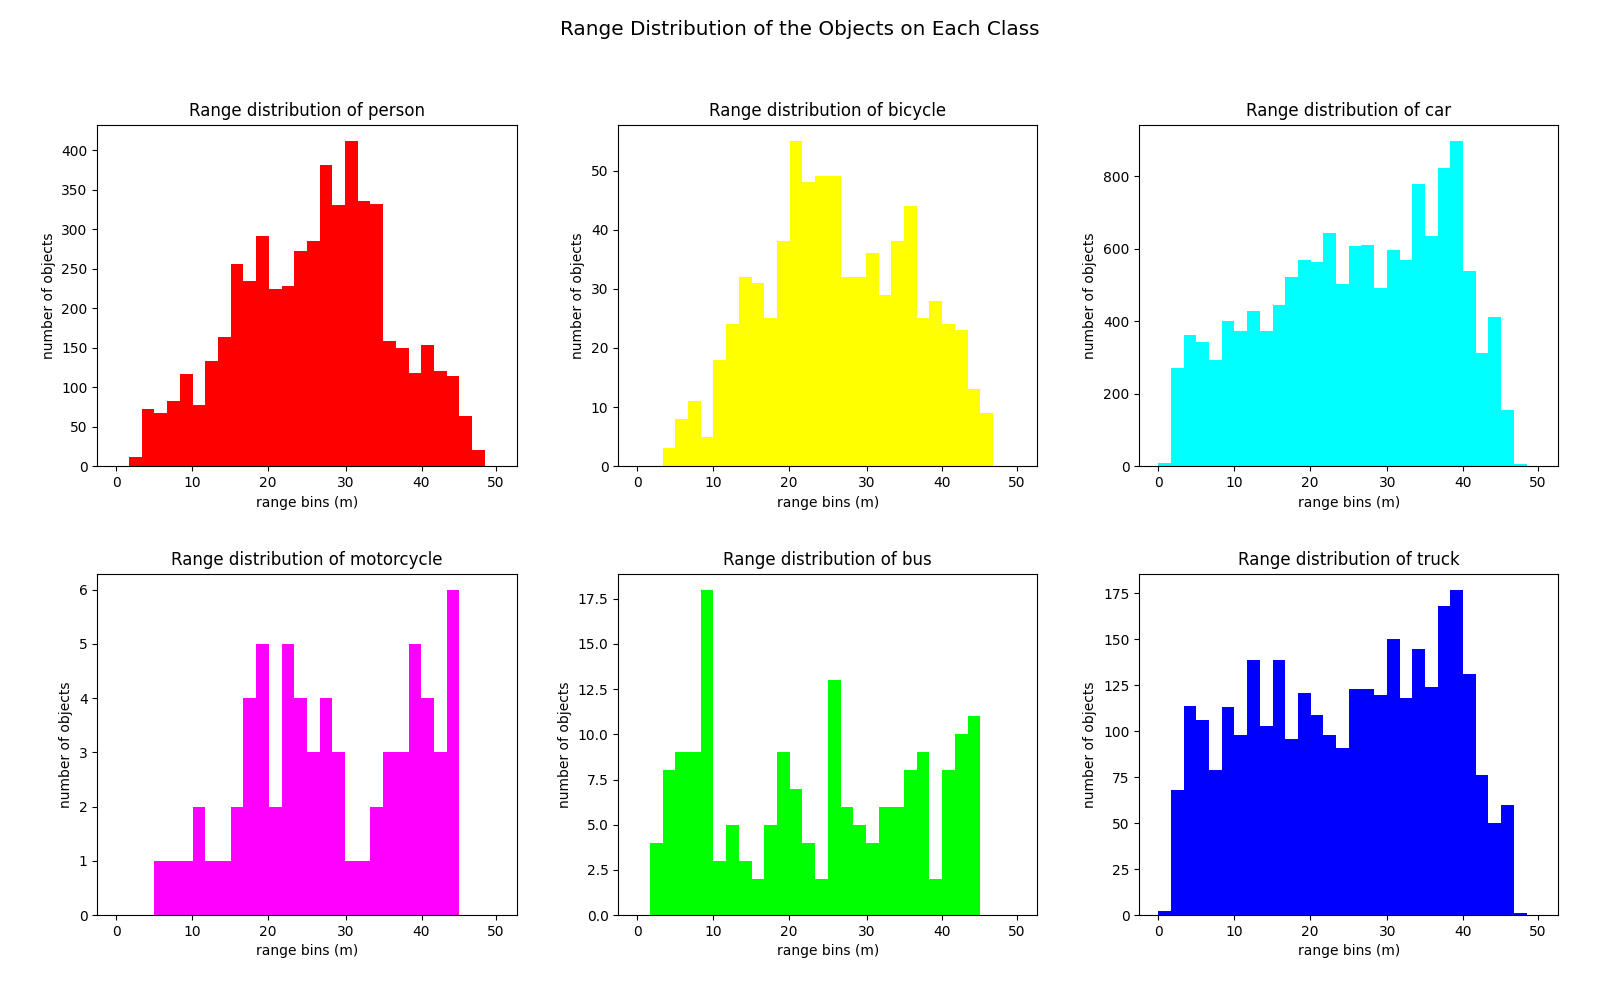 Range Distribution of the Objects on Each Class
Range distribution of person
number of objects
400
350
300
250
200
150
100
50
0
0 10 20 30 40 50
range bins (m)
Range distribution of bicycle
number of objects
50
40
30
20
10
0
0 10 20 30 40 50
range bins (m)
Range distribution of car
number of objects
800
600
400
200
0
0 10 20 30 40 50
range bins (m)
Range distribution of motorcycle
number of objects
6
5
4
3
2
1
0
0 10 20 30 40 50
range bins (m)
Range distribution of bus
number of objects
17.5
15.0
12.5
10.0
7.5
5.0
2.5
0.0
0 10 20 30 40 50
range bins (m)
Range distribution of truck
number of objects
175
150
125
100
75
50
25
0
0 10 20 30 40 50
range bins (m)